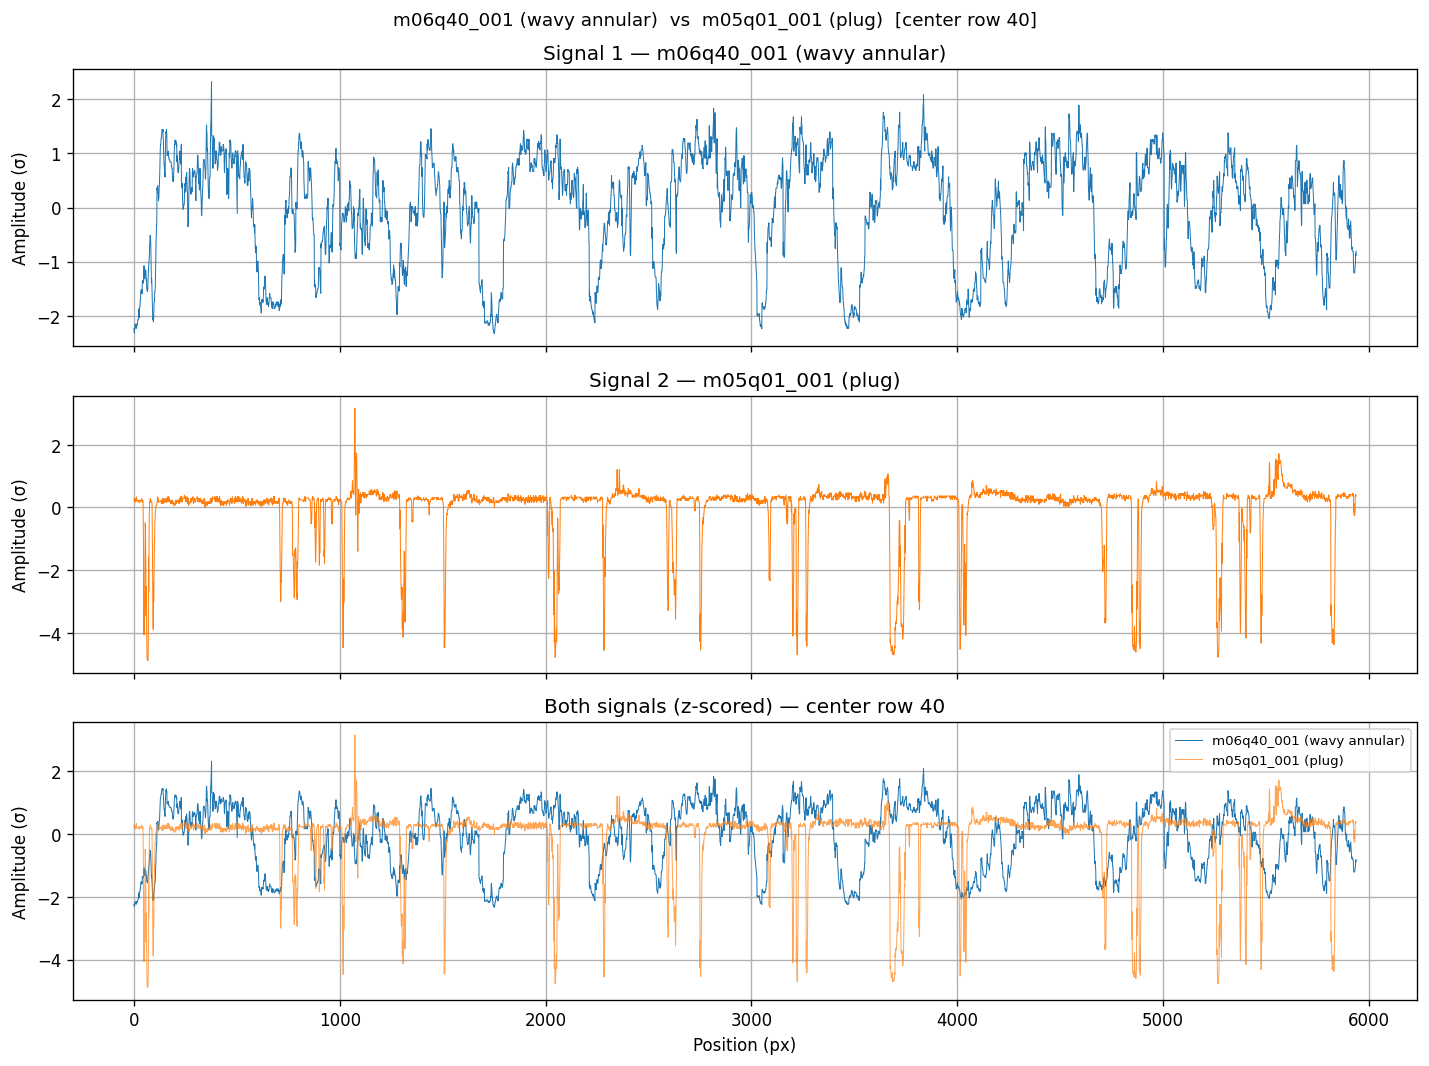 m06q40_001 (wavy annular)  vs  m05q01_001 (plug)  [center row 40]
Signal 1 — m06q40_001 (wavy annular)
Amplitude (σ)
2
1
0
−1
−2
Signal 2 — m05q01_001 (plug)
Amplitude (σ)
2
0
−2
−4
Both signals (z-scored) — center row 40
Amplitude (σ)
2
0
−2
−4
m06q40_001 (wavy annular)
m05q01_001 (plug)
0 1000 2000 3000 4000 5000 6000
Position (px)